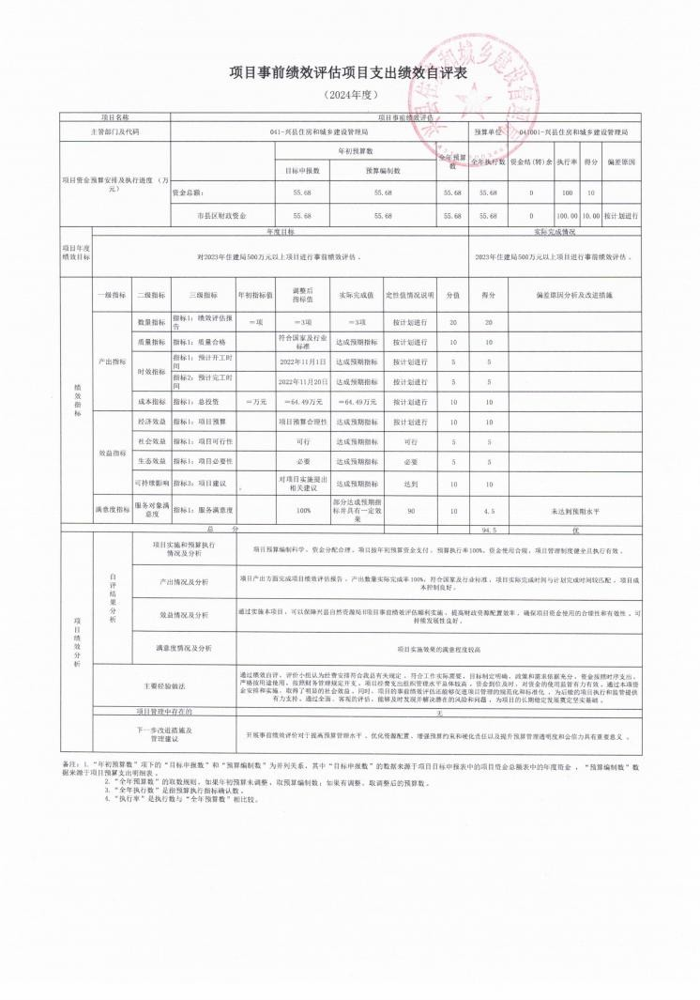 项目事前绩效评估项目支出绩效自评表
（2024年度）
项目名称 项目事前绩效评估
主管部门及代码 041-兴县住房和城乡建设管理局 预算单位 041001-兴县住房和城乡建设管理局
项目资金预算安排及执行进度（万元） 年初预算数 全年预算数 全年执行数 资金结(转)余 执行率 得分 偏差原因
目标申报数 预算编制数
资金总额： 55.68 55.68 55.68 55.68 0 100 10
市县区财政资金 55.68 55.68 55.68 55.68 0 100.00 10.00 按计划进行
项目年度绩效目标 年度目标 实际完成情况
对2023年住建局500万元以上项目进行事前绩效评估。 2023年住建局500万元以上项目进行事前绩效评估。
绩效指标 一级指标 二级指标 三级指标 年初指标值 调整后指标值 实际完成值 定性值情况说明 分值 得分 偏差原因分析及改进措施
产出指标 数量指标 指标1：绩效评估报告 ＝项 ＝3项 ＝3项 按计划进行 20 20
质量指标 指标1：质量合格 符合国家及行业标准 达成预期指标 按计划进行 10 10
时效指标 指标1：预计开工时间 2022年11月1日 达成预期指标 按计划进行 5 5
指标2：预计完工时间 2022年11月20日 达成预期指标 按计划进行 5 5
成本指标 指标1：总投资 ＝万元 ＝64.49万元 ＝64.49万元 按计划进行 10 10
效益指标 经济效益 指标1：项目预算 项目预算合理性 达成预期指标 按计划进行 10 10
社会效益 指标1：项目可行性 可行 达成预期指标 可行 5 5
生态效益 指标1：项目必要性 必要 达成预期指标 必要 5 5
可持续影响 指标3：项目建议 对项目实施提出相关建议 达成预期指标 达到 10 10
满意度指标 服务对象满意度 指标1：服务满意度 100% 部分达成预期指标并具有一定效果 90 10 4.5 未达到预期水平
总 分 94.5 优
项目绩效分析 自评结果分析 项目实施和预算执行情况及分析 项目预算编制科学、资金分配合理、项目按年初预算资金支付、预算执行率100%、资金使用合规、项目管理制度健全且执行有效。
产出情况及分析 项目产出方面完成项目绩效评估报告，产出数量实际完成率100%，符合国家及行业标准，项目实际完成时间与计划完成时间较匹配，项目成本控制良好。
效益情况及分析 通过实施本项目，可以保障兴县自然资源局8项目事前绩效评估顺利实施，提高财政资源配置效率，确保项目资金使用的合规性和有效性，可持续发展性良好。
满意度情况及分析 项目实施效果的满意程度较高
主要经验做法 通过绩效自评，评价小组认为经费安排符合我县有关规定，符合工作实际需要，目标制定明确，政策和需求依据充分，资金按照时序支出，
严格按用途使用，按照财务管理规定开支，项目经费支出组织管理水平总体较高，资金到位及时，对资金的使用监管有力有效，通过本项资
金安排和实施，取得了明显的社会效益。同时，项目的事前绩效评估还能够促进项目管理的规范化和标准化，为后续的项目执行和监管提供
有力支持。通过全面、客观的评估，能够及时发现并解决潜在的风险和问题，为项目的长期稳定发展奠定坚实基础。
项目管理中存在的 无
下一步改进措施及管理建议 开展事前绩效评价对于提高预算管理水平，优化资源配置、增强预算约束和硬化责任以及提升预算管理透明度和公信力具有重要意义。
备注：1.“年初预算数”项下的“目标申报数”和“预算编制数”为并列关系，其中“目标申报数”的数据来源于项目目标申报表中的项目资金总额表中的年度资金，“预算编制数”数
据来源于项目预算支出明细表。
2.“全年预算数”的取数规则，如果年初预算未调整，取预算编制数；如果有调整，取调整后的预算数。
3.“全年执行数”是指预算执行指标确认数。
4.“执行率”是执行数与“全年预算数”相比较。